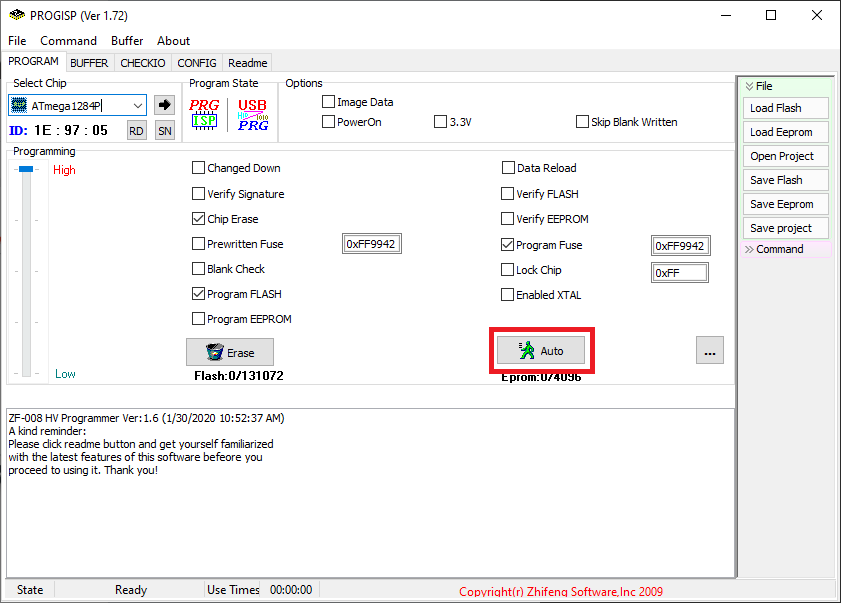 PROGISP (Ver 1.72)
File Command Buffer About
PROGRAM BUFFER CHECKIO CONFIG Readme
Select Chip
ATmega1284P
ID: 1E : 97 : 05 RD SN
Program State
PRG USB
ISP PRG
Options
Image Data
PowerOn 3.3V Skip Blank Written
Programming
High
Low
Changed Down
Verify Signature
Chip Erase
Prewritten Fuse 0xFF9942
Blank Check
Program FLASH
Program EEPROM
Erase
Flash:0/131072
Data Reload
Verify FLASH
Verify EEPROM
Program Fuse 0xFF9942
Lock Chip 0xFF
Enabled XTAL
Auto ...
Eprom:0/4096
File
Load Flash
Load Eeprom
Open Project
Save Flash
Save Eeprom
Save project
Command
ZF-008 HV Programmer Ver:1.6 (1/30/2020 10:52:37 AM)
A kind reminder:
Please click readme button and get yourself familiarized
with the latest features of this software befeore you
proceed to using it. Thank you!
State Ready Use Times 00:00:00 Copyright(r) Zhifeng Software,Inc 2009